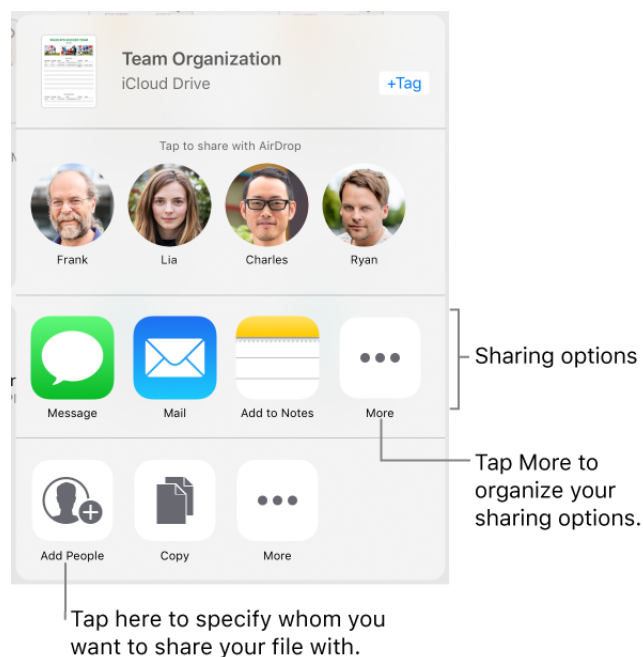 Team Organization
iCloud Drive
+Tag
Tap to share with AirDrop
Frank
Lia
Charles
Ryan
Sharing options
Message
Mail
Add to Notes
More
Tap More to
organize your
sharing options.
Add People
Copy
More
Tap here to specify whom you
want to share your file with.